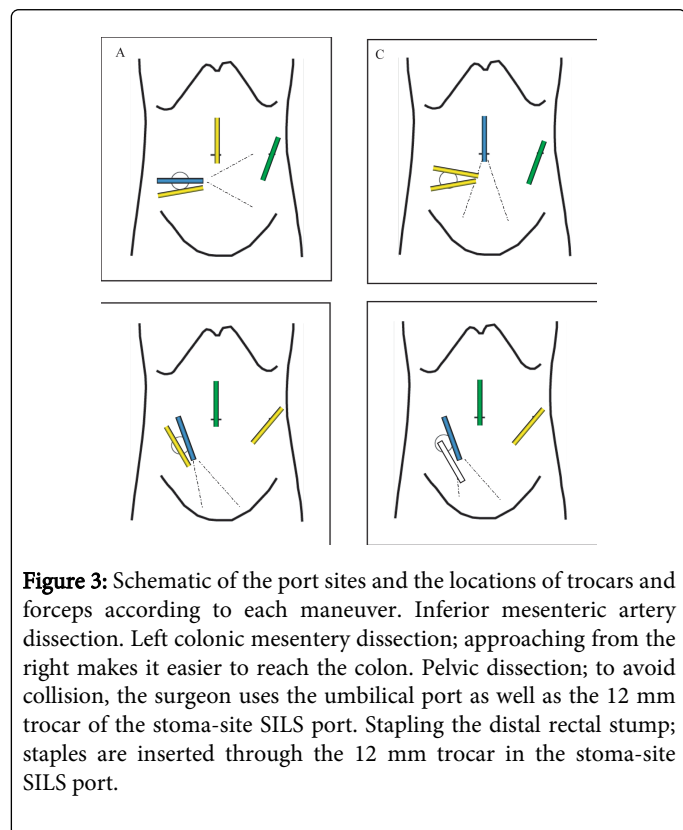 A
C
Figure 3: Schematic of the port sites and the locations of trocars and
forceps according to each maneuver. Inferior mesenteric artery
dissection. Left colonic mesentery dissection; approaching from the
right makes it easier to reach the colon. Pelvic dissection; to avoid
collision, the surgeon uses the umbilical port as well as the 12 mm
trocar of the stoma-site SILS port. Stapling the distal rectal stump;
staples are inserted through the 12 mm trocar in the stoma-site
SILS port.